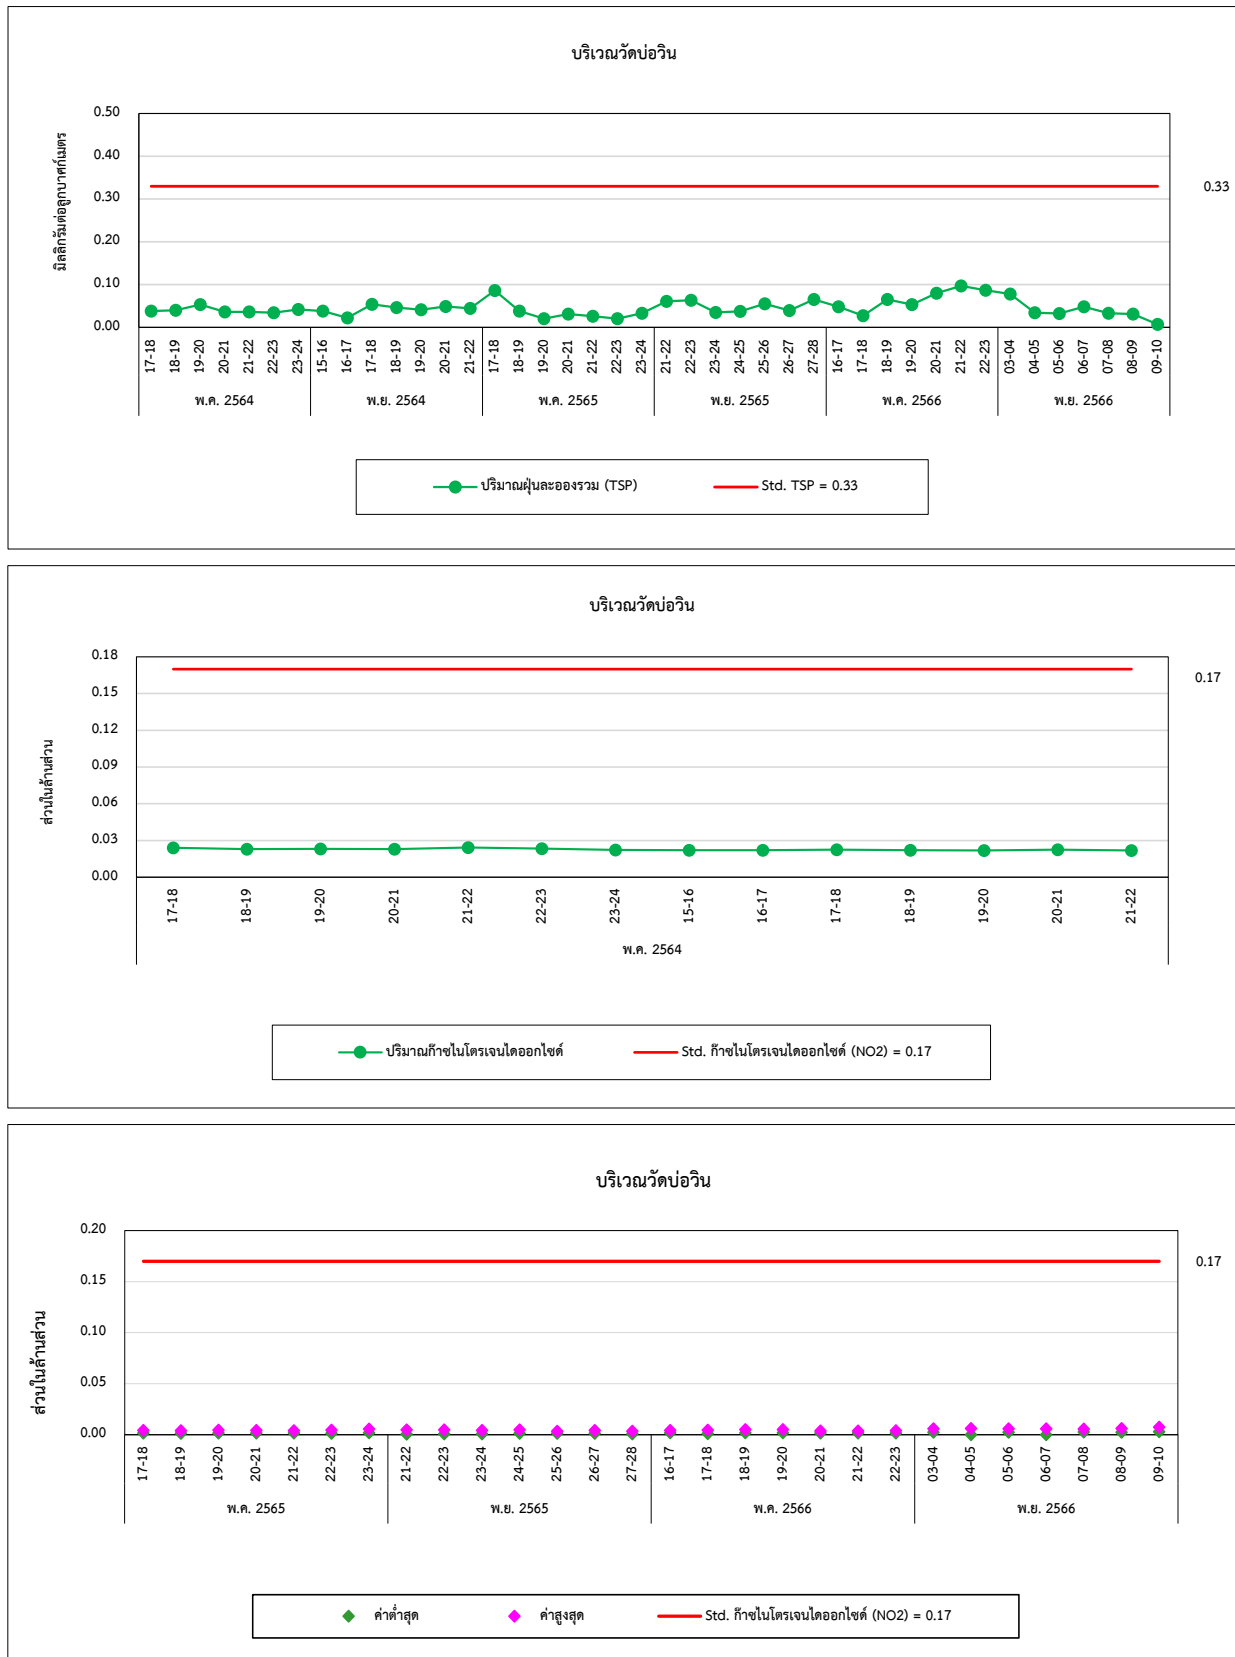 บริเวณวัดบ่อวิน
มิลลิกรัมต่อลูกบาศก์เมตร
0.50
0.40
0.30
0.20
0.10
0.00
0.33
17-18 18-19 19-20 20-21 21-22 22-23 23-24 15-16 16-17 17-18 18-19 19-20 20-21 21-22 17-18 18-19 19-20 20-21 21-22 22-23 23-24 21-22 22-23 23-24 24-25 25-26 26-27 27-28 16-17 17-18 18-19 19-20 20-21 21-22 22-23 03-04 04-05 05-06 06-07 07-08 08-09 09-10
พ.ค. 2564 พ.ย. 2564 พ.ค. 2565 พ.ย. 2565 พ.ค. 2566 พ.ย. 2566
ปริมาณฝุ่นละอองรวม (TSP) Std. TSP = 0.33
บริเวณวัดบ่อวิน
ส่วนในล้านส่วน
0.18
0.15
0.12
0.09
0.06
0.03
0.00
0.17
17-18 18-19 19-20 20-21 21-22 22-23 23-24 15-16 16-17 17-18 18-19 19-20 20-21 21-22
พ.ค. 2564
ปริมาณก๊าซไนโตรเจนไดออกไซด์ Std. ก๊าซไนโตรเจนไดออกไซด์ (NO2) = 0.17
บริเวณวัดบ่อวิน
ส่วนในล้านส่วน
0.20
0.15
0.10
0.05
0.00
0.17
17-18 18-19 19-20 20-21 21-22 22-23 23-24 21-22 22-23 23-24 24-25 25-26 26-27 27-28 16-17 17-18 18-19 19-20 20-21 21-22 22-23 03-04 04-05 05-06 06-07 07-08 08-09 09-10
พ.ค. 2565 พ.ย. 2565 พ.ค. 2566 พ.ย. 2566
ค่าต่ำสุด ค่าสูงสุด Std. ก๊าซไนโตรเจนไดออกไซด์ (NO2) = 0.17